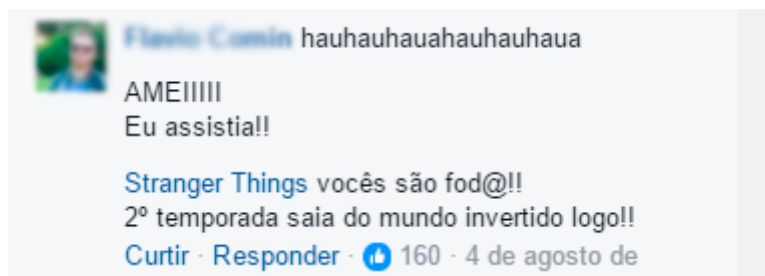 hauhauhauahauhauhaua
AMEIIIII
Eu assistia!!
Stranger Things vocês são fod@!!
2º temporada saia do mundo invertido logo!!
Curtir · Responder · 160 · 4 de agosto de